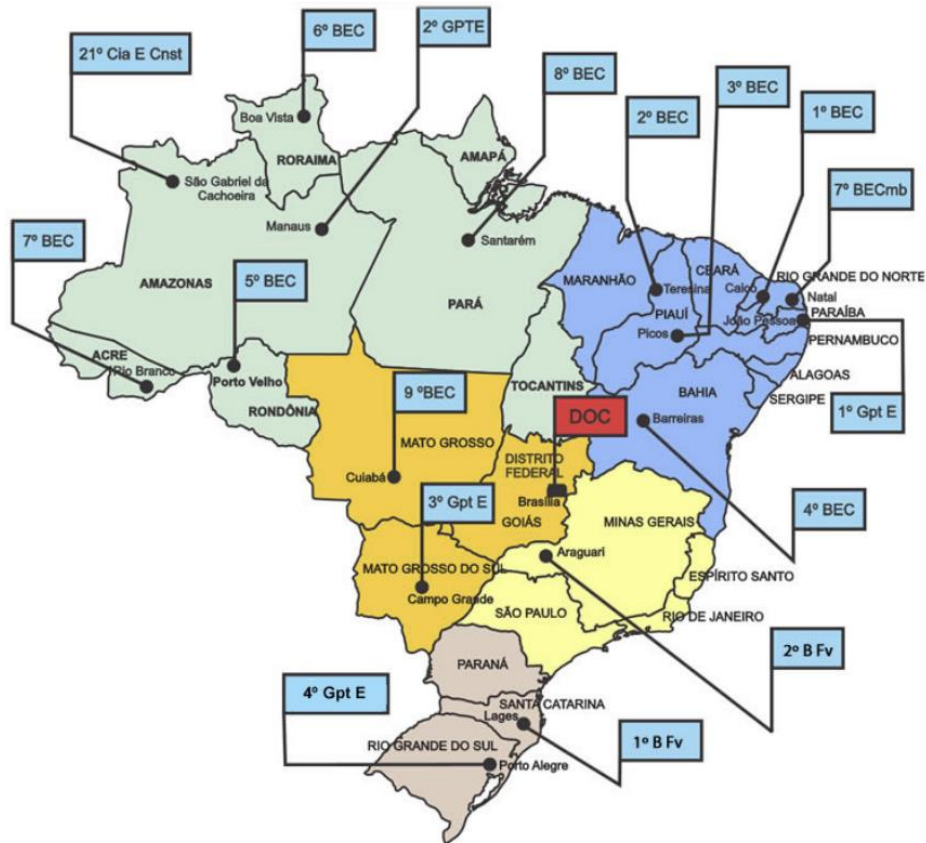 6º BEC
2º GPTE
21º Cia E Cnst
8º BEC
3º BEC
2º BEC
1º BEC
Boa Vista
RORAIMA
AMAPÁ
São Gabriel da
Cachoeira
7º BECmb
Manaus
Santarém
7º BEC
5º BEC
AMAZONAS
PARÁ
MARANHÃO
CEARÁ
RIO GRANDE DO NORTE
Teresina
Caicó
Natal
PIAUÍ
João Pessoa
PARAÍBA
Picos
PERNAMBUCO
ACRE
Rio Branco
Porto Velho
RONDÔNIA
TOCANTINS
ALAGOAS
BAHIA
SERGIPE
9 ºBEC
DOC
Barreiras
1º Gpt E
MATO GROSSO
DISTRITO
FEDERAL
Cuiabá
Brasília
3º Gpt E
GOIÁS
MINAS GERAIS
4º BEC
Araguari
MATO GROSSO DO SUL
ESPÍRITO SANTO
Campo Grande
SÃO PAULO
RIO DE JANEIRO
2º B Fv
PARANÁ
4º Gpt E
SANTA CATARINA
Lages
1º B Fv
RIO GRANDE DO SUL
Porto Alegre